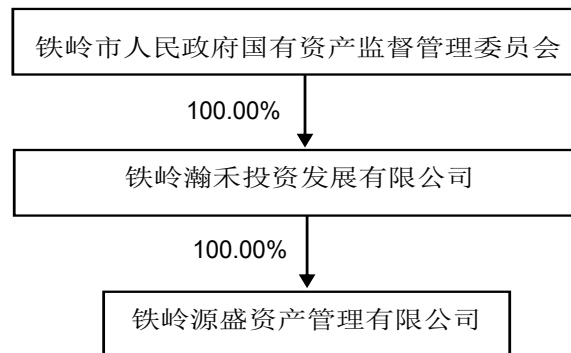 铁岭市人民政府国有资产监督管理委员会
100.00%
铁岭瀚禾投资发展有限公司
100.00%
铁岭源盛资产管理有限公司